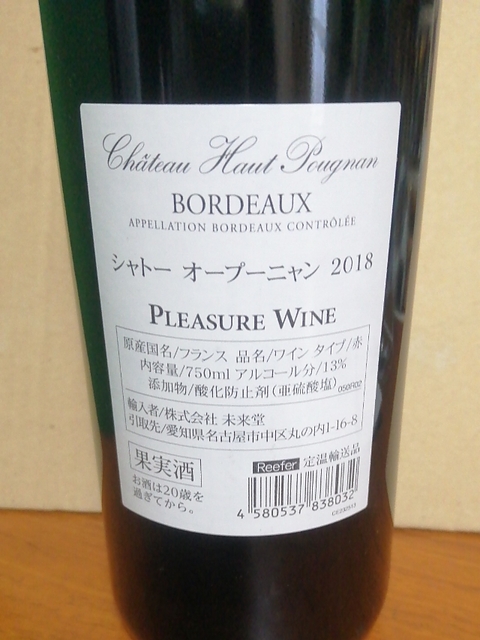 Château Haut Pougnan
BORDEAUX
APPELLATION BORDEAUX CONTRÔLÉE
シャトー オープーニャン 2018
PLEASURE WINE
原産国名/フランス 品名/ワイン タイプ/赤
内容量/750ml アルコール分/13%
添加物/酸化防止剤(亜硫酸塩)
輸入者/株式会社 未来堂
引取先/愛知県名古屋市中区丸の内1-16-8
果実酒
Reefer 定温輸送品
お酒は20歳を
過ぎてから。
4 580537 838032